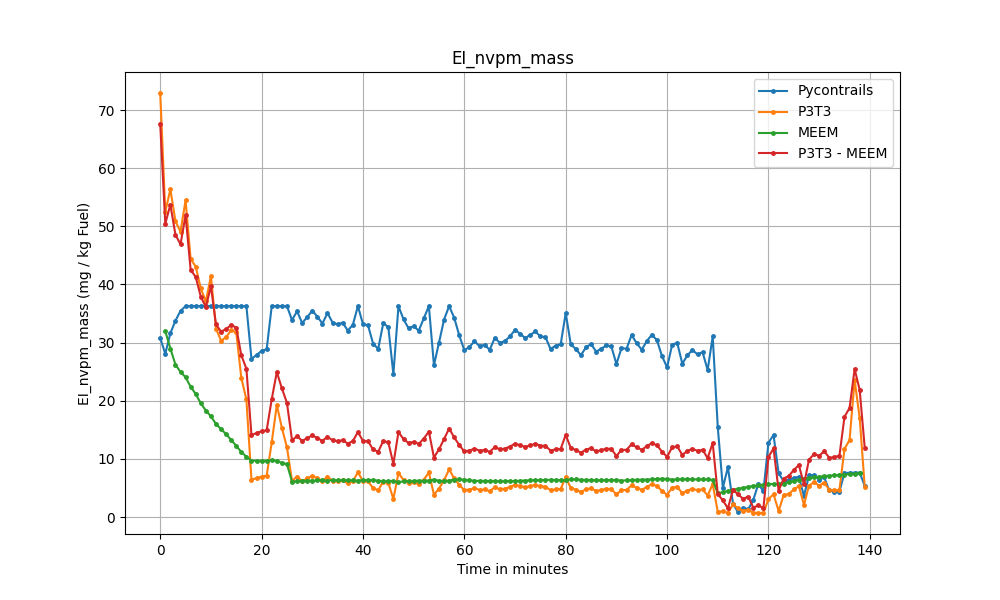 EI_nvpm_mass
Pycontrails
P3T3
MEEM
P3T3 - MEEM
EI_nvpm_mass (mg / kg Fuel)
70
60
50
40
30
20
10
0
0 20 40 60 80 100 120 140
Time in minutes